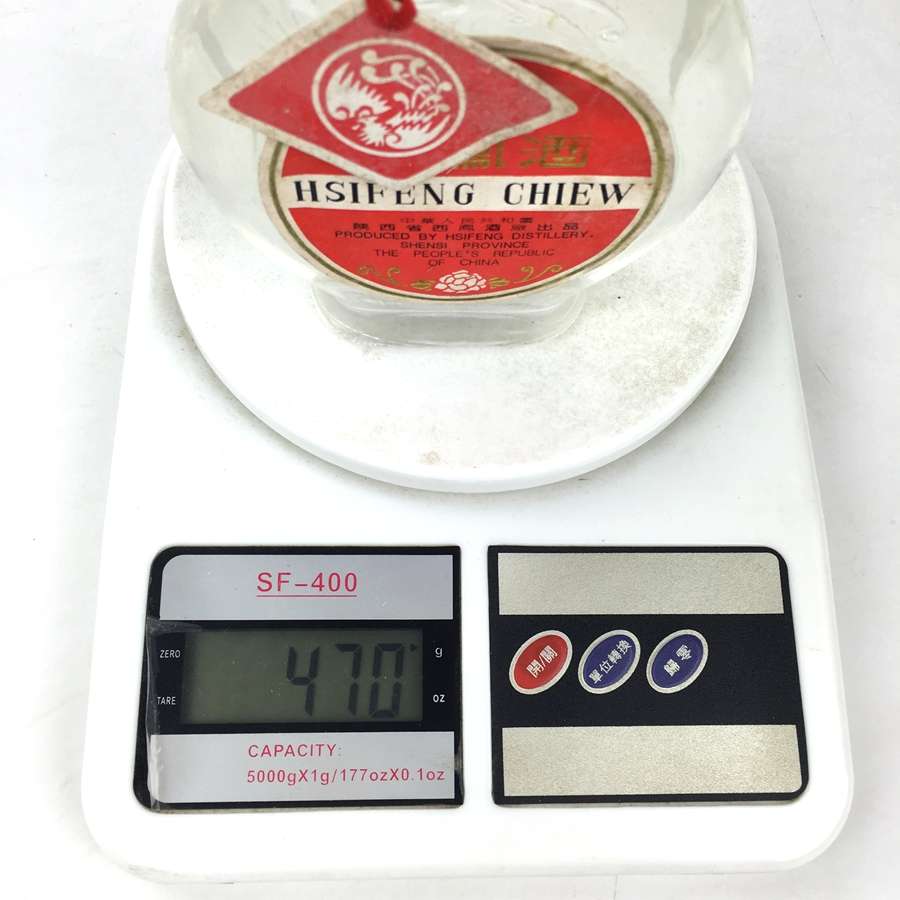 鳳酒
HSIFENG CHIEW
中華人民共和國
陝西省西鳳酒廠出品
PRODUCED BY HSIFENG DISTILLERY.
SHENSI PROVINCE
THE PEOPLE'S REPUBLIC
OF CHINA
SF-400
ZERO
TARE
470
g
oz
CAPACITY:
5000gX1g/177ozX0.1oz
開/關
單位轉換
歸零